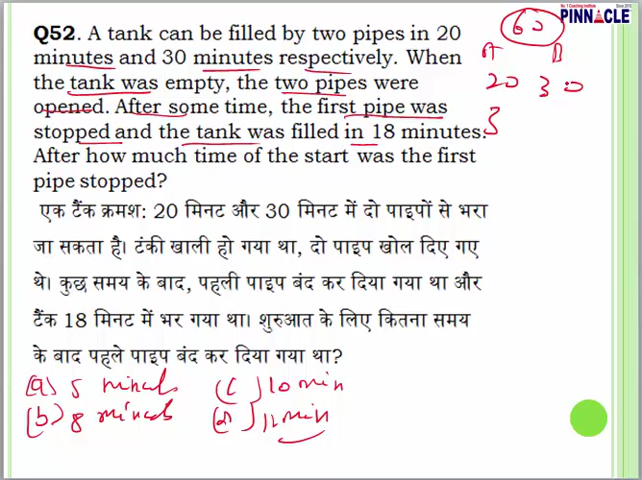 No. 1 Coaching Institute
PINNACLE
60
Q52. A tank can be filled by two pipes in 20
minutes and 30 minutes respectively. When
the tank was empty, the two pipes were
opened. After some time, the first pipe was
stopped and the tank was filled in 18 minutes.
After how much time of the start was the first
pipe stopped?
A B
20 30
3
एक टैंक क्रमश: 20 मिनट और 30 मिनट में दो पाइपों से भरा
जा सकता है। टंकी खाली हो गया था, दो पाइप खोल दिए गए
थे। कुछ समय के बाद, पहली पाइप बंद कर दिया गया था और
टैंक 18 मिनट में भर गया था। शुरुआत के लिए कितना समय
के बाद पहले पाइप बंद कर दिया गया था?
(a) 5 (c) 10 min
(b) 8